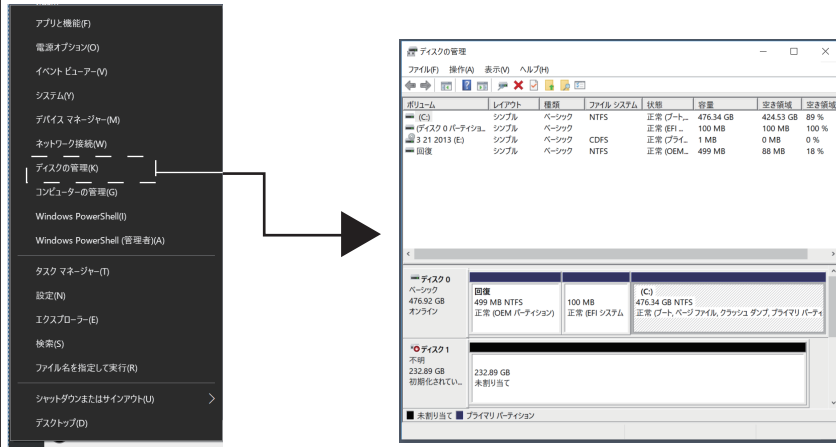 アプリと機能(F)
電源オプション(O)
イベント ビューアー(V)
システム(Y)
デバイス マネージャー(M)
ネットワーク接続(W)
ディスクの管理(K)
コンピューターの管理(G)
Windows PowerShell(I)
Windows PowerShell (管理者)(A)
タスク マネージャー(T)
設定(N)
エクスプローラー(E)
検索(S)
ファイル名を指定して実行(R)
シャットダウンまたはサインアウト(U)
デスクトップ(D)
ディスクの管理
ファイル(F) 操作(A) 表示(V) ヘルプ(H)
ボリューム レイアウト 種類 ファイル システム 状態 容量 空き領域 空き領域
(C:) シンプル ベーシック NTFS 正常 (ブート,... 476.34 GB 424.53 GB 89 %
(ディスク 0 パーティショ... シンプル ベーシック 正常 (EFI ... 100 MB 100 MB 100 %
3 21 2013 (E:) シンプル ベーシック CDFS 正常 (プライ... 1 MB 0 MB 0 %
回復 シンプル ベーシック NTFS 正常 (OEM... 499 MB 88 MB 18 %
ディスク 0
ベーシック
476.92 GB
オンライン
回復
499 MB NTFS
正常 (OEM パーティション)
100 MB
正常 (EFI システム
(C:)
476.34 GB NTFS
正常 (ブート, ページ ファイル, クラッシュ ダンプ, プライマリ パーティ
ディスク 1
不明
232.89 GB
初期化されてい...
232.89 GB
未割り当て
未割り当て プライマリ パーティション